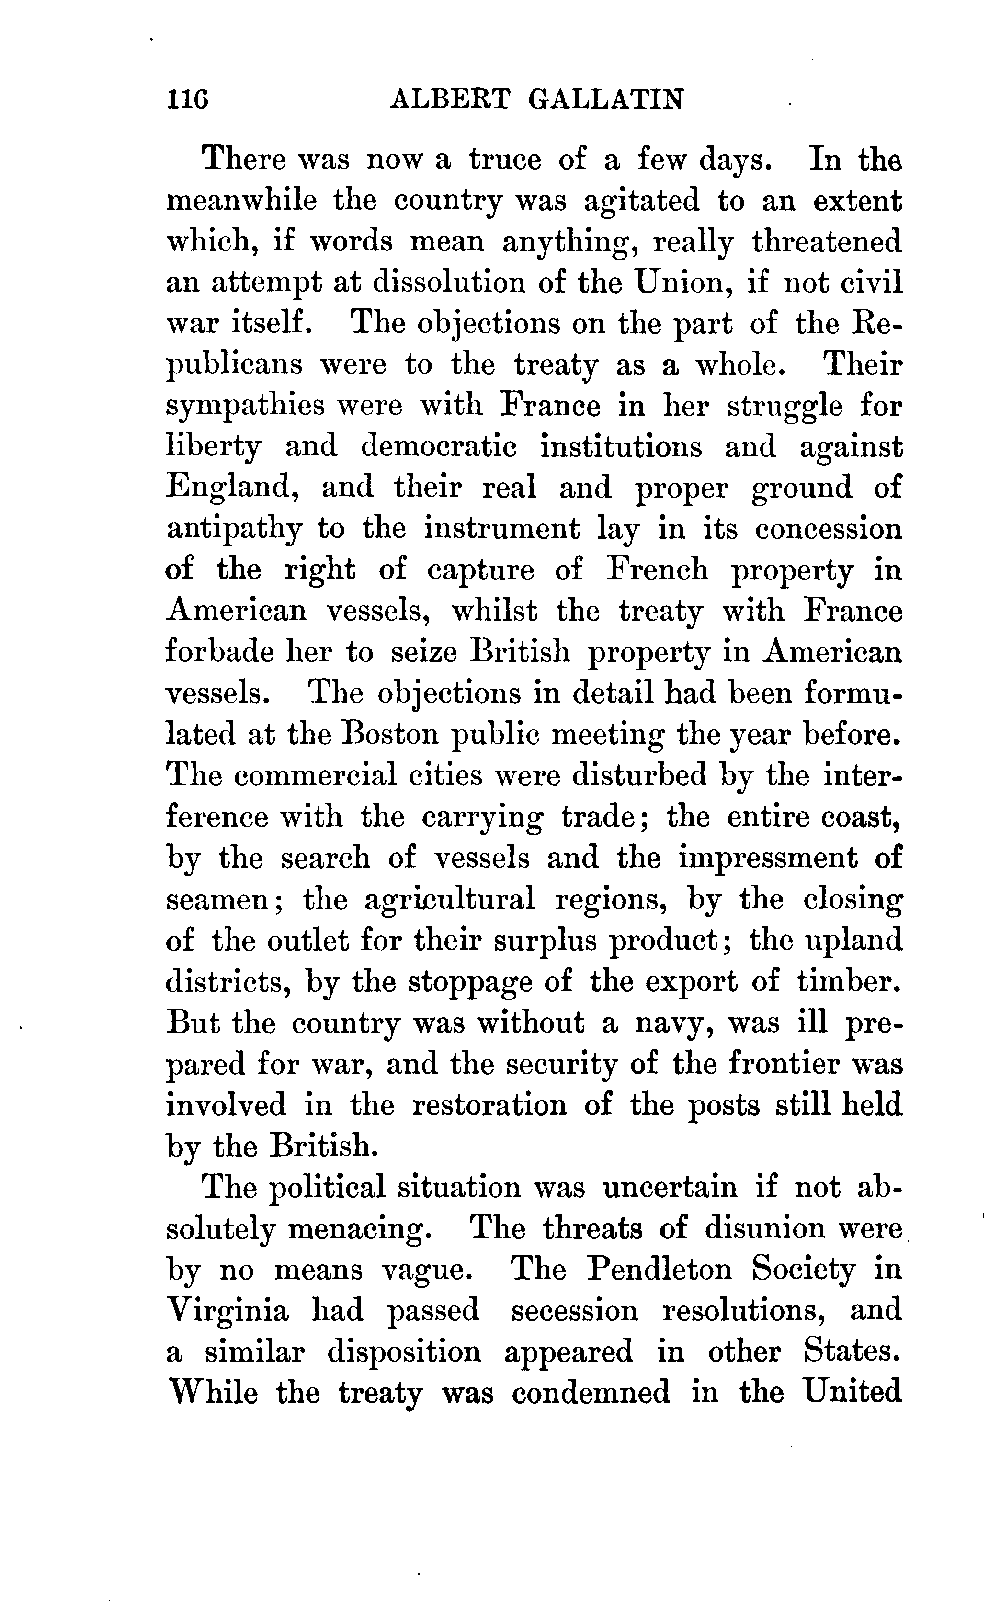 116 ALBERT GALLATIN
There was now a truce of a few days. In the
meanwhile the country was agitated to an extent
which, if words mean anything, really threatened
an attempt at dissolution of the Union, if not civil
war itself. The objections on the part of the Re-
publicans were to the treaty as a whole. Their
sympathies were with France in her struggle for
liberty and democratic institutions and against
England, and their real and proper ground of
antipathy to the instrument lay in its concession
of the right of capture of French property in
American vessels, whilst the treaty with France
forbade her to seize British property in American
vessels. The objections in detail had been formu-
lated at the Boston public meeting the year before.
The commercial cities were disturbed by the inter-
ference with the carrying trade; the entire coast,
by the search of vessels and the impressment of
seamen; the agricultural regions, by the closing
of the outlet for their surplus product; the upland
districts, by the stoppage of the export of timber.
But the country was without a navy, was ill pre-
pared for war, and the security of the frontier was
involved in the restoration of the posts still held
by the British.
The political situation was uncertain if not ab-
solutely menacing. The threats of disunion were
by no means vague. The Pendleton Society in
Virginia had passed secession resolutions, and
a similar disposition appeared in other States.
While the treaty was condemned in the United